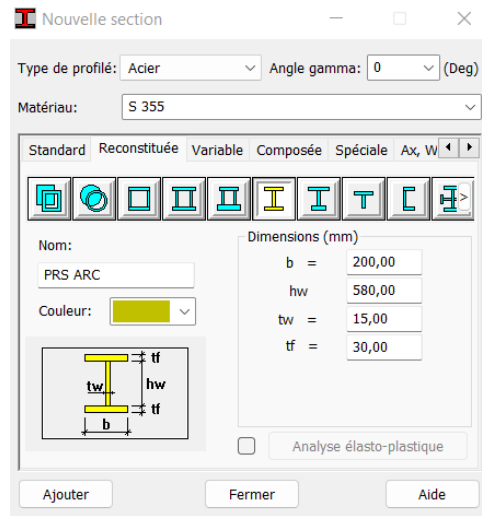 Nouvelle section
Type de profilé: Acier Angle gamma: 0 (Deg)
Matériau: S 355
Standard Reconstituée Variable Composée Spéciale Ax, W
Nom:
PRS ARC
Couleur:
tf
tw hw
tf
b
Dimensions (mm)
b = 200,00
hw 580,00
tw = 15,00
tf = 30,00
Analyse élasto-plastique
Ajouter Fermer Aide